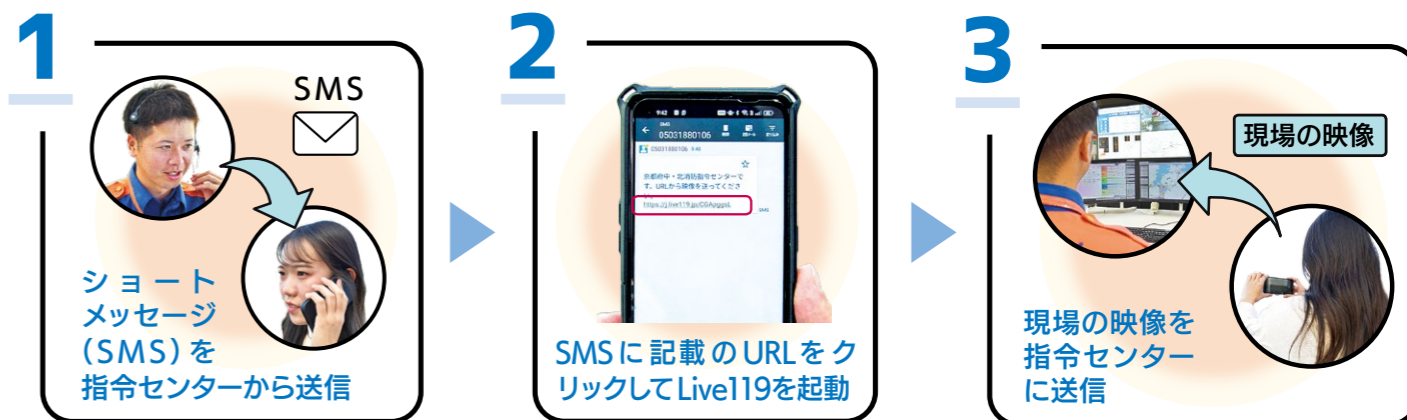 1
SMS
ショート
メッセージ
（SMS）を
指令センターから送信
2
9:42
SMS
05031880106
05031880106
京都府中・北消防指令センターで
す。URLから映像を送ってくださ
SMS
SMSに記載のURLをク
リックしてLive119を起動
3
現場の映像
現場の映像を
指令センター
に送信